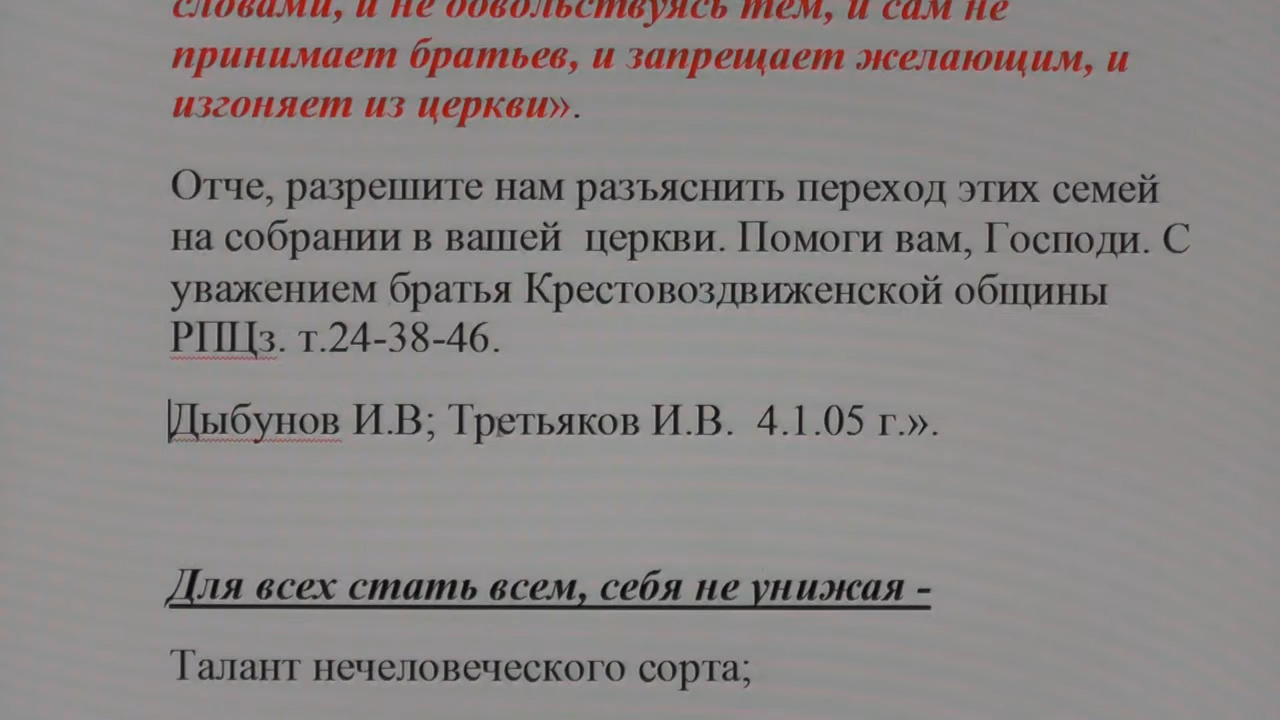 словами, и не довольствуясь тем, и сам не
принимает братьев, и запрещает желающим, и
изгоняет из церкви».
Отче, разрешите нам разъяснить переход этих семей
на собрании в вашей  церкви. Помоги вам, Господи. С
уважением братья Крестовоздвиженской общины
РПЦз. т.24-38-46.
Дыбунов И.В; Третьяков И.В.  4.1.05 г.».
Для всех стать всем, себя не унижая -
Талант нечеловеческого сорта;